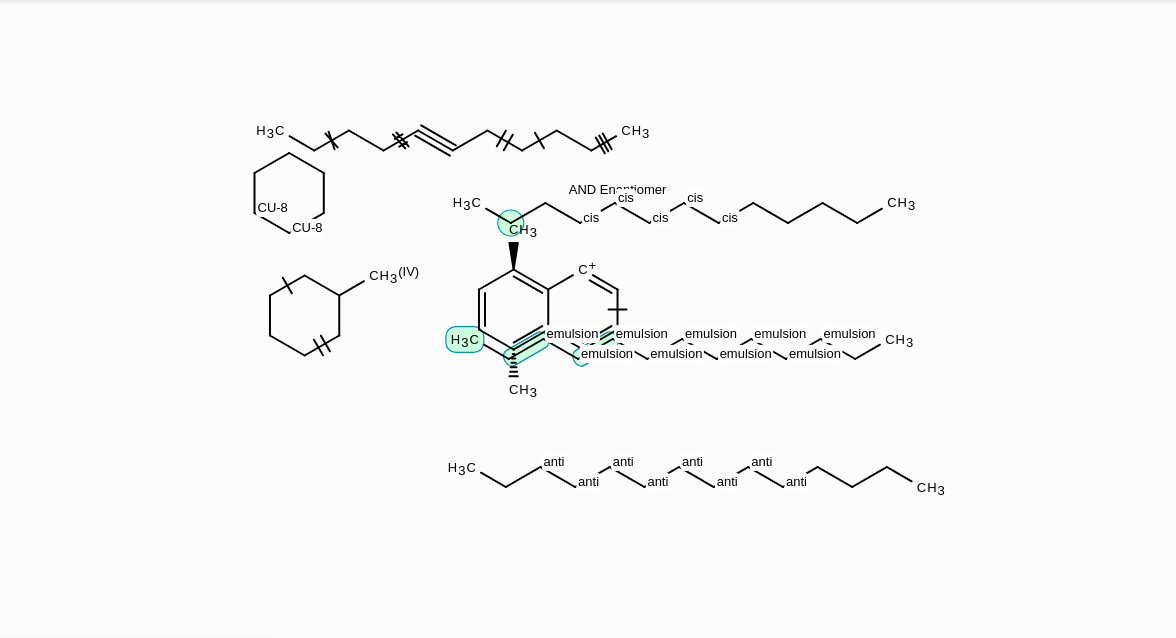 H3C CH3
CU-8
CU-8
AND Enantiomer
H3C cis cis cis cis cis CH3
CH3
CH3(IV)
C+
H3C emulsion emulsion emulsion emulsion emulsion CH3
emulsion emulsion emulsion emulsion
CH3
H3C anti anti anti anti
anti anti anti anti CH3